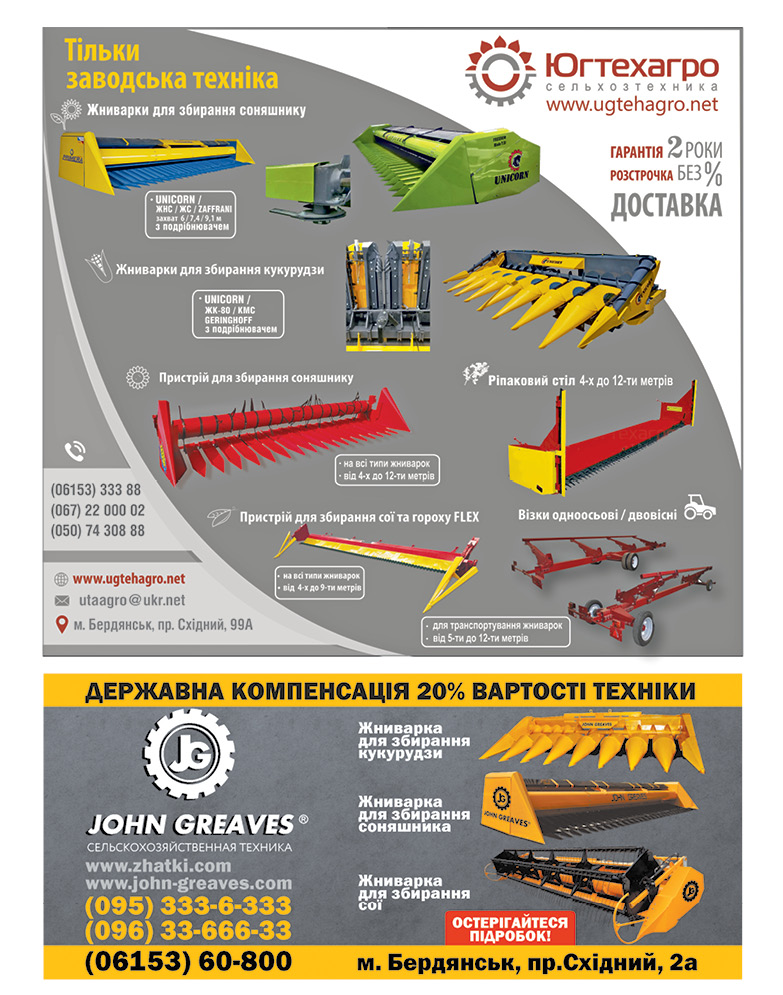 Тільки
заводська техніка
Югтехагро
сельхозтехника
www.ugtehagro.net
Жниварки для збирання соняшнику
ГАРАНТІЯ 2 РОКИ
РОЗСТРОЧКА БЕЗ %
ДОСТАВКА
UNICORN
· UNICORN /
ЖНС / ЖС / ZAFFRANI
захват 6 / 7,4 / 9,1 м
з подрібнювачем
Жниварки для збирання кукурудзи
· UNICORN /
ЖК-80 / КМС
GERINGHOFF
з подрібнювачем
Пристрій для збирання соняшнику
Ріпаковий стіл 4-х до 12-ти метрів
· на всі типи жниварок
· від 4-х до 12-ти метрів
(06153) 333 88
(067) 22 000 02
(050) 74 308 88
Пристрій для збирання сої та гороху FLEX
Візки одноосьові / двовісні
· на всі типи жниварок
· від 4-х до 9-ти метрів
www.ugtehagro.net
utaagro@ukr.net
м. Бердянськ, пр. Східний, 99А
· для транспортування жниварок
· від 5-ти до 12-ти метрів
ДЕРЖАВНА КОМПЕНСАЦІЯ 20% ВАРТОСТІ ТЕХНІКИ
JG
JOHN GREAVES ®
СЕЛЬСКОХОЗЯЙСТВЕННАЯ ТЕХНИКА
www.zhatki.com
www.john-greaves.com
(095) 333-6-333
(096) 33-666-33
(06153) 60-800
Жниварка
для збирання
кукурудзи
JOHN GREAVES
Жниварка
для збирання
соняшника
JOHN GREAVES
JOHN GREAVES
Жниварка
для збирання
сої
JG
ОСТЕРІГАЙТЕСЯ
ПІДРОБОК!
м. Бердянськ, пр.Східний, 2а